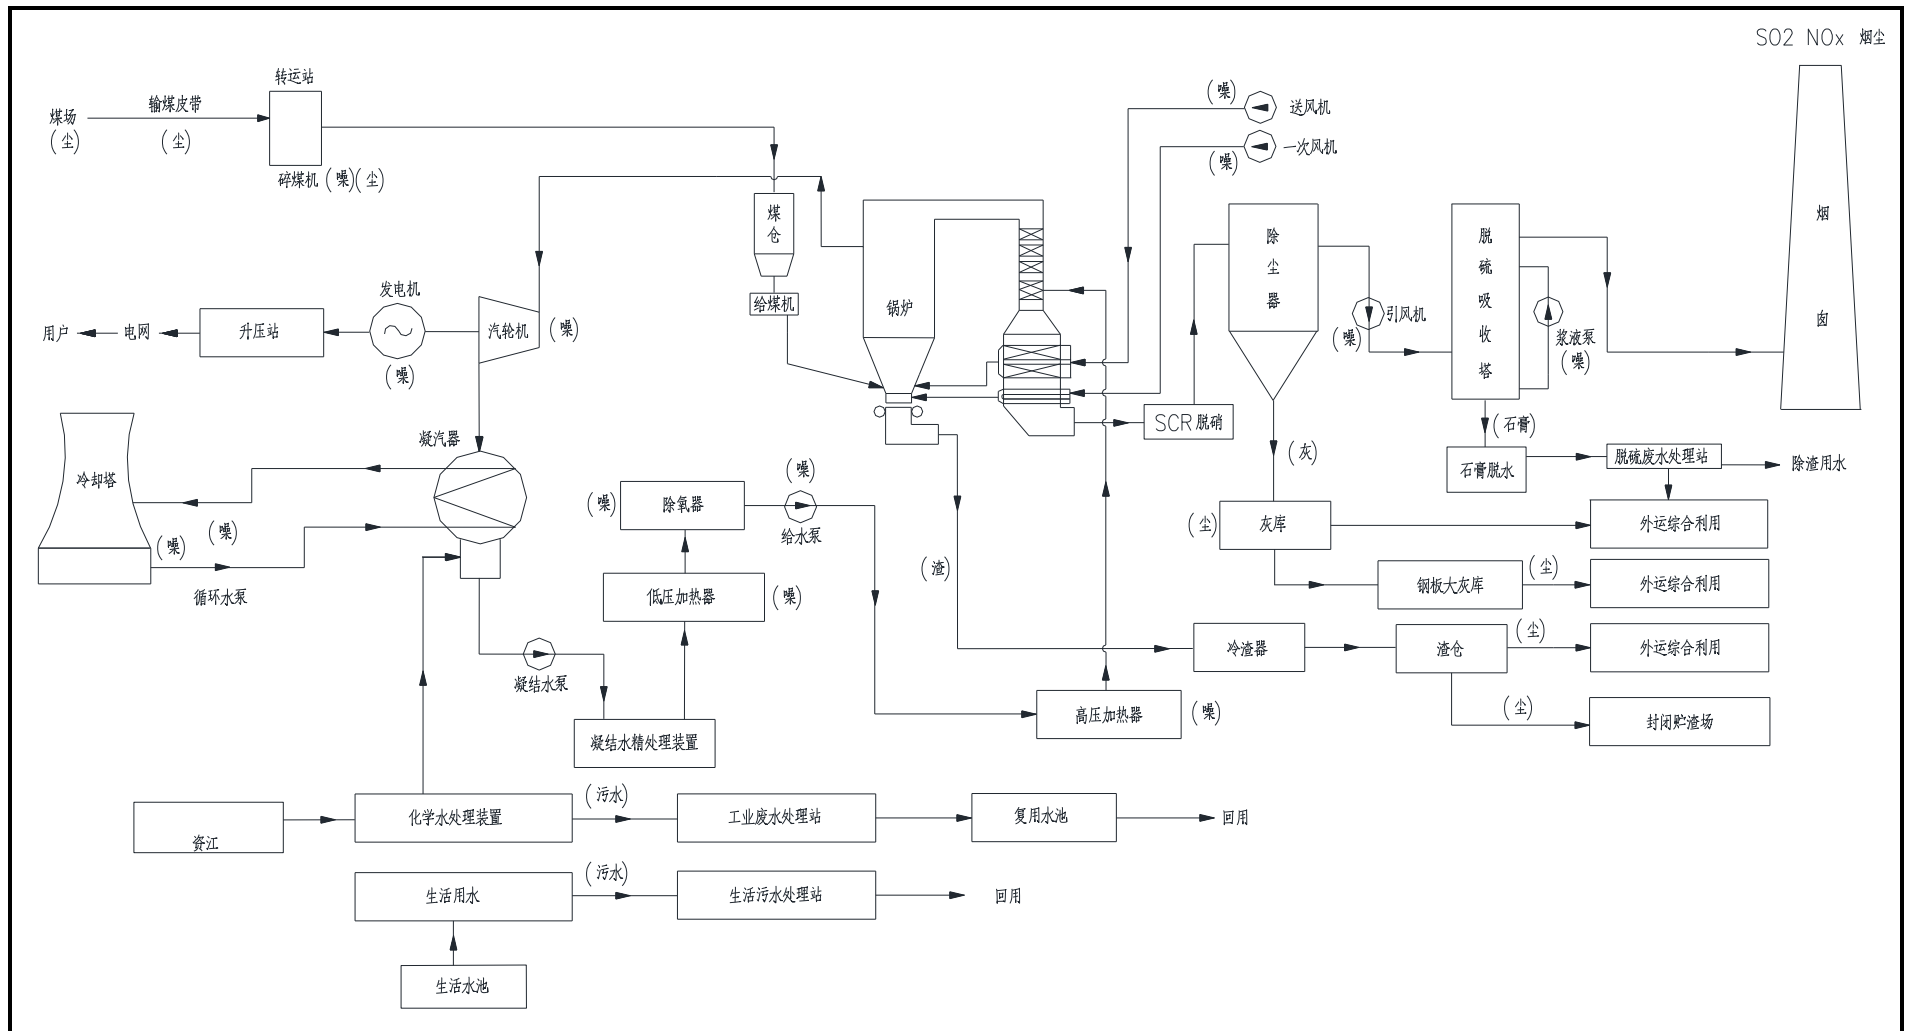 SO2 NOx 烟尘
转运站
煤场
(尘)
输煤皮带
(尘)
碎煤机 (噪)(尘)
(噪)
送风机
一次风机
(噪)
煤仓
给煤机
锅炉
除尘器
脱硫吸收塔
烟囱
引风机
(噪)
浆液泵
(噪)
用户
电网
升压站
发电机
(噪)
汽轮机
(噪)
SCR 脱硝
(石膏)
石膏脱水
脱硫废水处理站
除渣用水
外运综合利用
冷却塔
凝汽器
(噪)
(噪)
循环水泵
(噪)
除氧器
(噪)
给水泵
(灰)
(尘)
灰库
钢板大灰库
(尘)
外运综合利用
低压加热器
(噪)
(渣)
冷渣器
渣仓
(尘)
外运综合利用
(尘)
封闭贮渣场
凝结水泵
凝结水精处理装置
高压加热器
(噪)
资江
化学水处理装置
(污水)
工业废水处理站
复用水池
回用
生活用水
(污水)
生活污水处理站
回用
生活水池